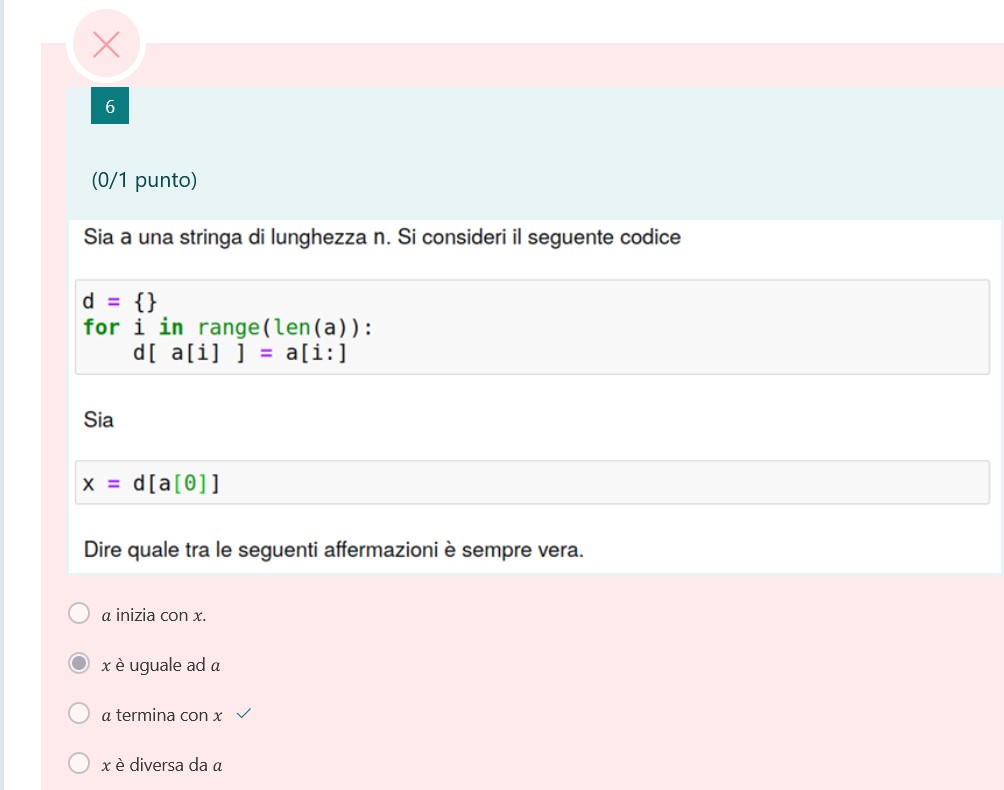 6
(0/1 punto)
Sia a una stringa di lunghezza n. Si consideri il seguente codice
d = {}
for i in range(len(a)):
    d[ a[i] ] = a[i:]
Sia
x = d[a[0]]
Dire quale tra le seguenti affermazioni è sempre vera.
a inizia con x.
x è uguale ad a
a termina con x ✓
x è diversa da a